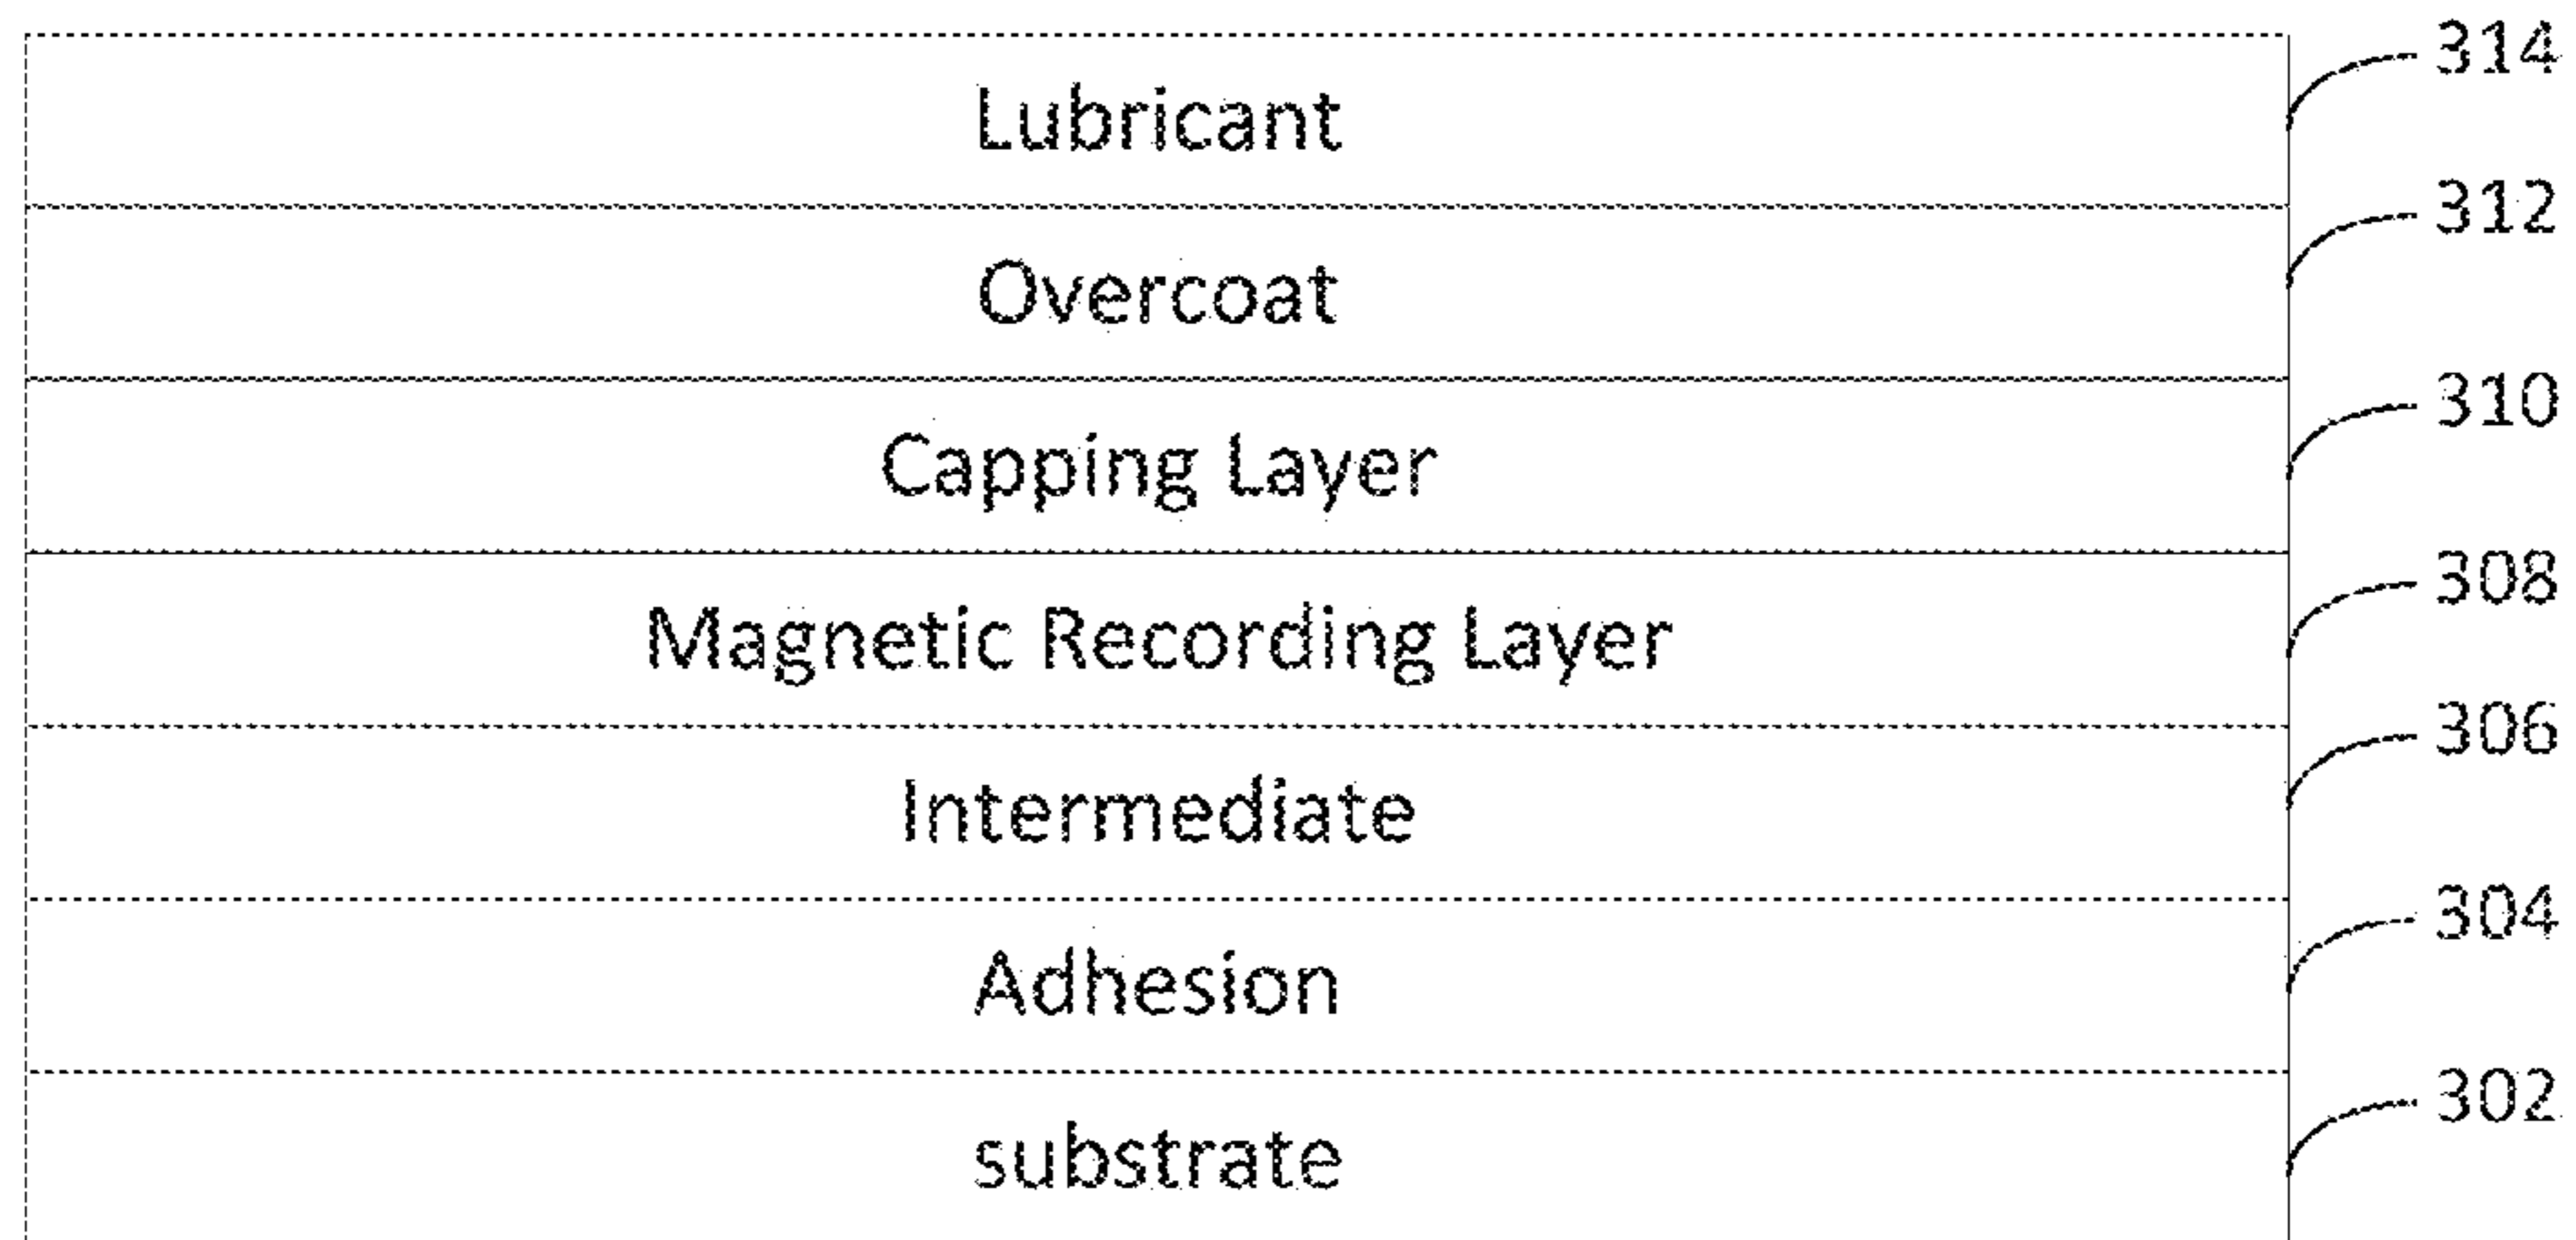 314
Lubricant
312
Overcoat
310
Capping Layer
308
Magnetic Recording Layer
306
Intermediate
304
Adhesion
302
substrate